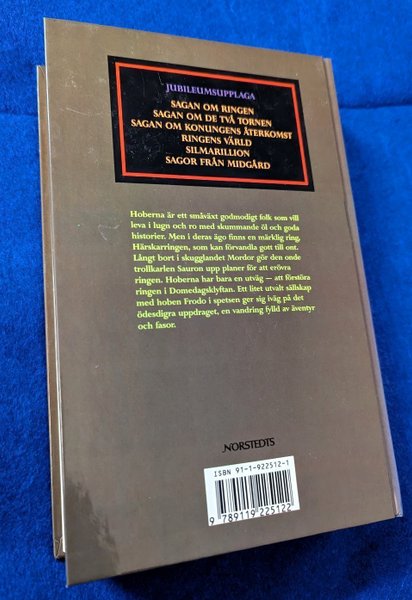 JUBILEUMSUPPLAGA
SAGAN OM RINGEN
SAGAN OM DE TVÅ TORNEN
SAGAN OM KONUNGENS ÅTERKOMST
RINGENS VÄRLD
SILMARILLION
SAGOR FRÅN MIDGÅRD
Hoberna är ett småväxt godmodigt folk som vill
leva i lugn och ro med skummande öl och goda
historier. Men i deras ägo finns en märklig ring,
Härskarringen, som kan förvandla gott till ont.
Långt bort i skugglandet Mordor gör den onde
trollkarlen Sauron upp planer för att erövra
ringen. Hoberna har bara en utväg — att förstöra
ringen i Domedagsklyftan. Ett litet utvalt sällskap
med hoben Frodo i spetsen ger sig iväg på det
ödesdigra uppdraget, en vandring fylld av äventyr
och fasor.
NORSTEDTS
ISBN 91-1-922512-1
9 789119 225122